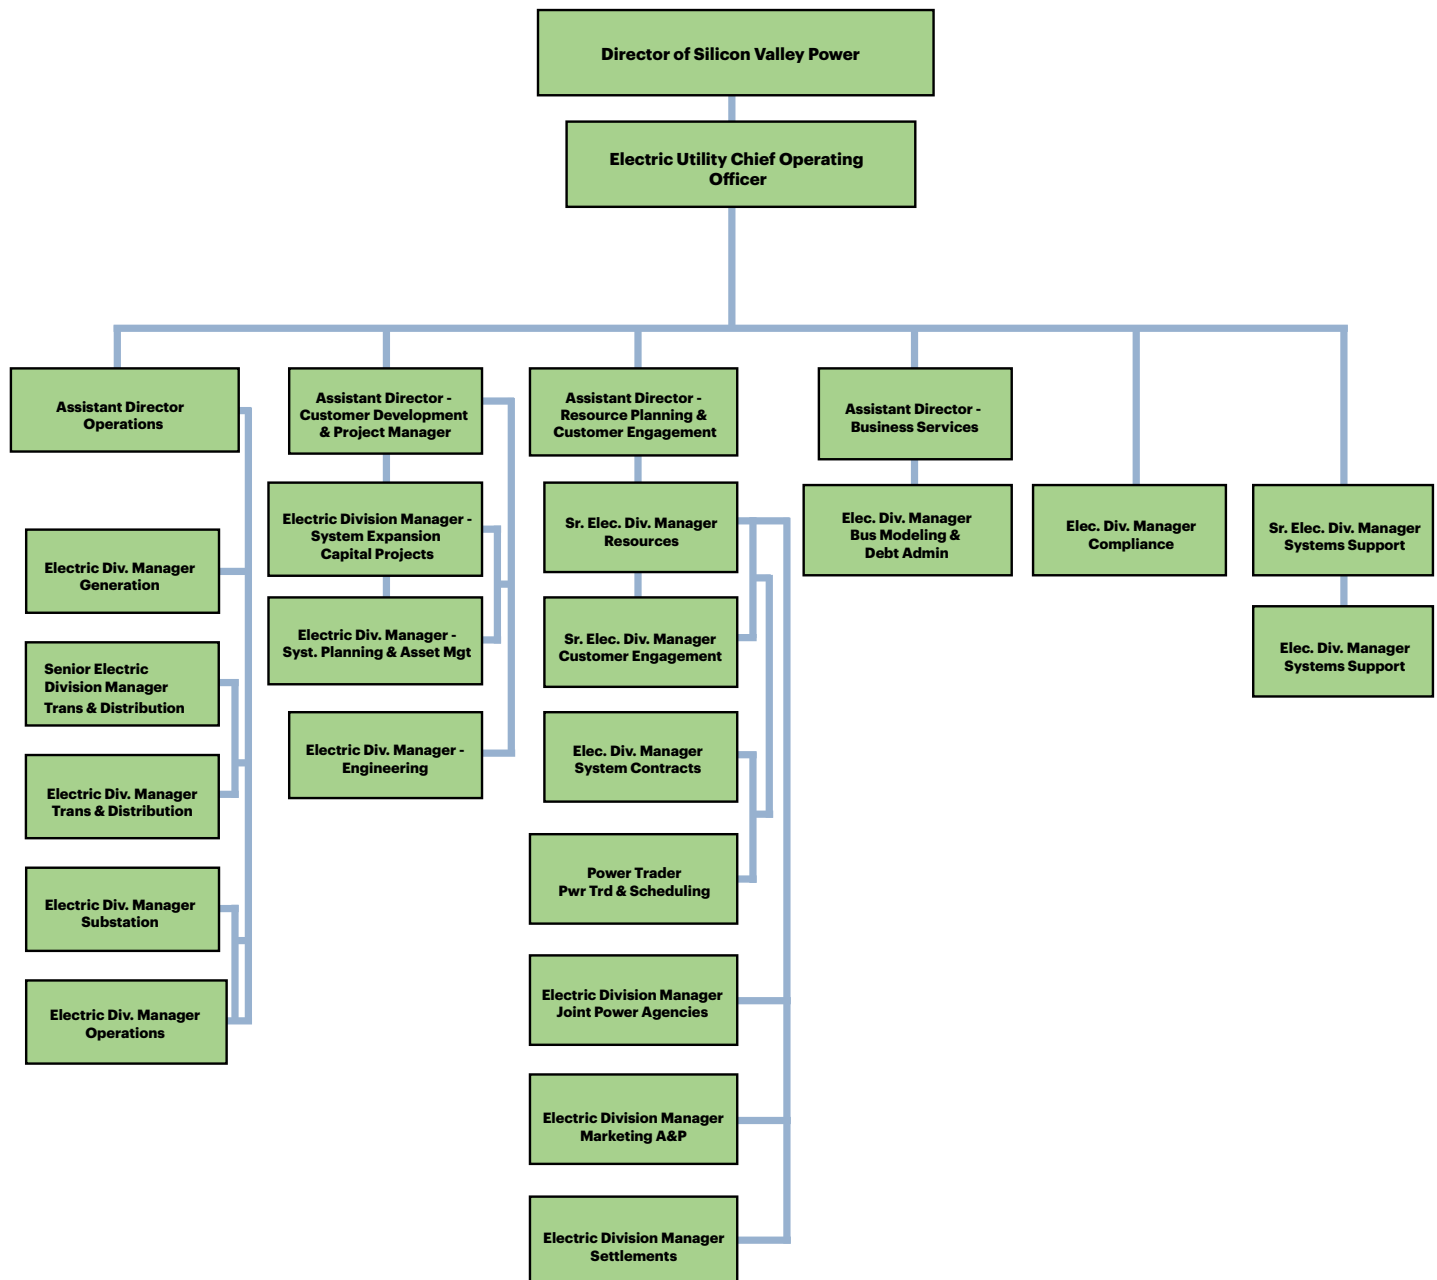 Director of Silicon Valley Power
Electric Utility Chief Operating
Officer
Assistant Director
Operations
Assistant Director -
Customer Development
& Project Manager
Assistant Director -
Resource Planning &
Customer Engagement
Assistant Director -
Business Services
Electric Division Manager -
System Expansion
Capital Projects
Sr. Elec. Div. Manager
Resources
Elec. Div. Manager
Bus Modeling &
Debt Admin
Elec. Div. Manager
Compliance
Sr. Elec. Div. Manager
Systems Support
Electric Div. Manager
Generation
Electric Div. Manager -
Syst. Planning & Asset Mgt
Sr. Elec. Div. Manager
Customer Engagement
Elec. Div. Manager
Systems Support
Senior Electric
Division Manager
Trans & Distribution
Electric Div. Manager -
Engineering
Elec. Div. Manager
System Contracts
Electric Div. Manager
Trans & Distribution
Power Trader
Pwr Trd & Scheduling
Electric Div. Manager
Substation
Electric Division Manager
Joint Power Agencies
Electric Div. Manager
Operations
Electric Division Manager
Marketing A&P
Electric Division Manager
Settlements